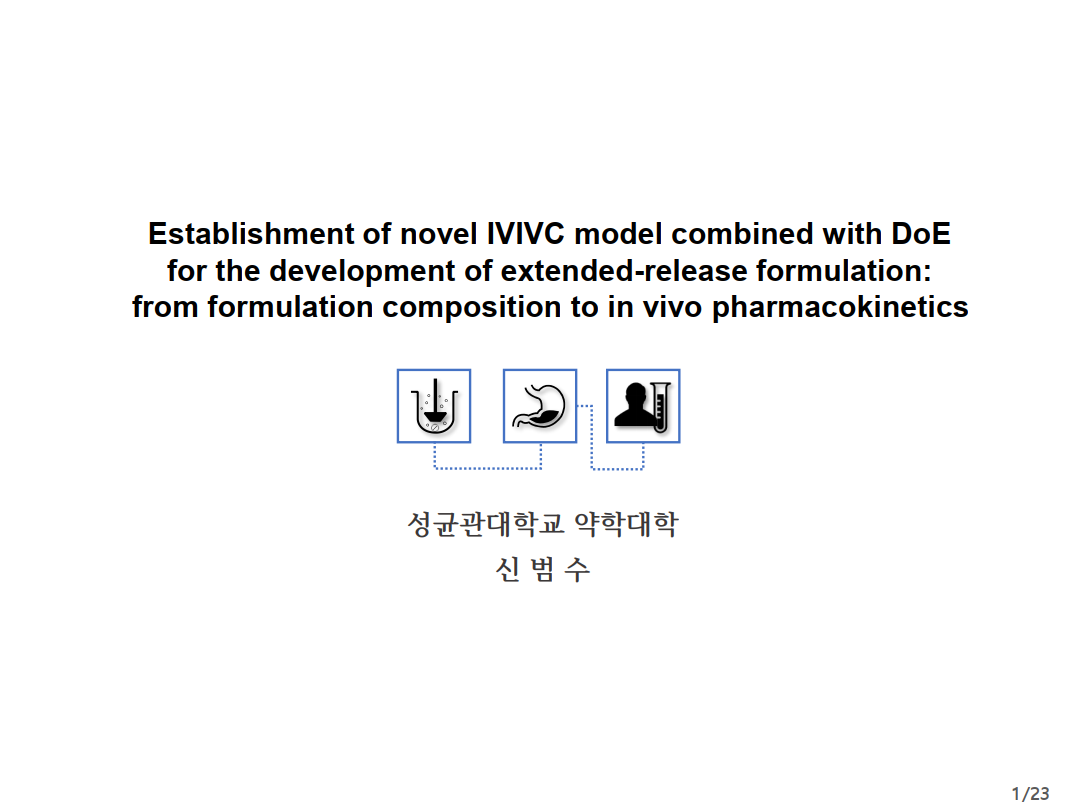 Establishment of novel IVIVC model combined with DoE
for the development of extended-release formulation:
from formulation composition to in vivo pharmacokinetics
성균관대학교 약학대학
신 범 수
1/23